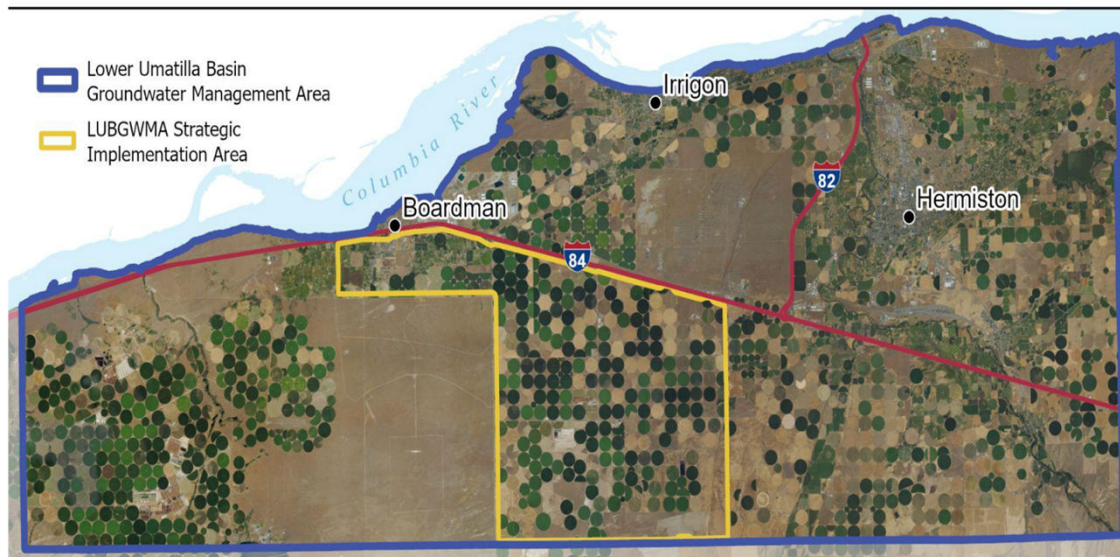 Lower Umatilla Basin
Groundwater Management Area
LUBGWMA Strategic
Implementation Area
Columbia River
Irrigon
82
Boardman
Hermiston
84